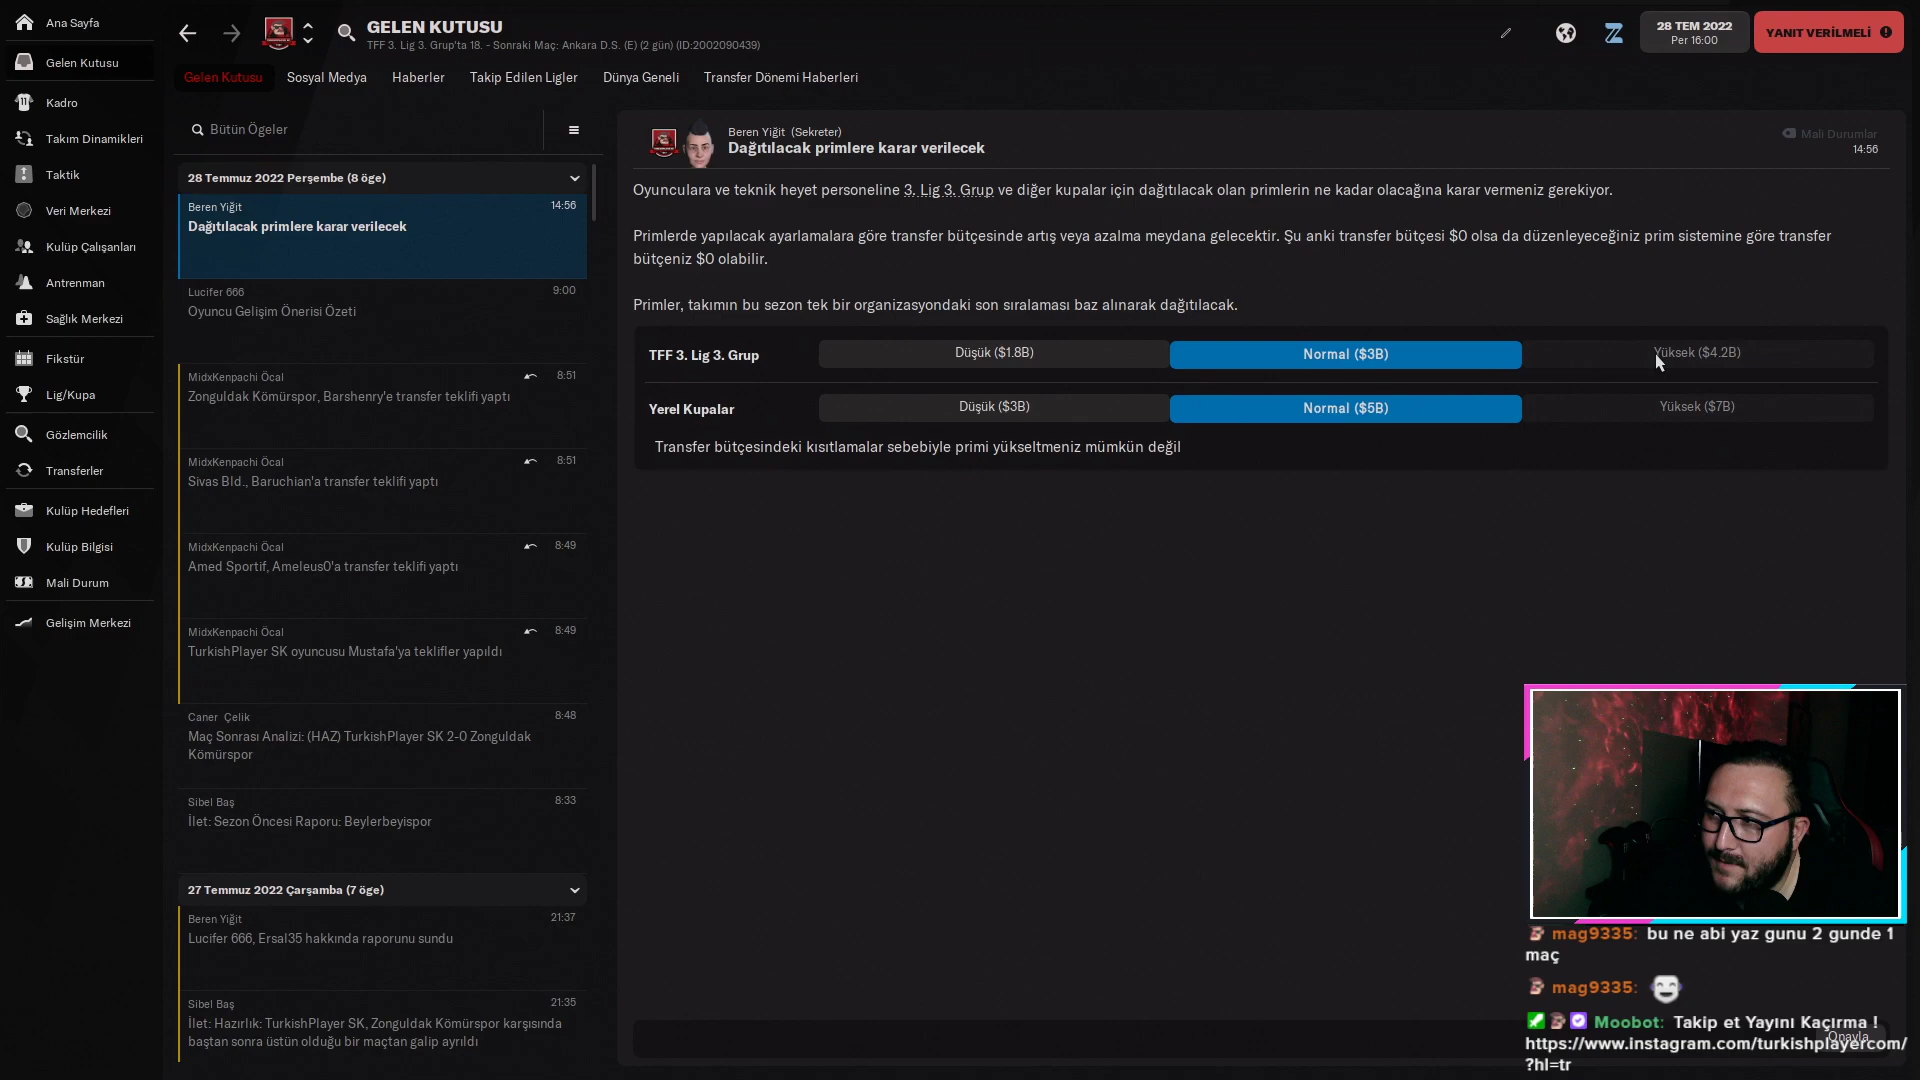 Ana Sayfa
Gelen Kutusu
Kadro
Takım Dinamikleri
Taktik
Veri Merkezi
Kulüp Çalışanları
Antrenman
Sağlık Merkezi
Fikstür
Lig/Kupa
Gözlemcilik
Transferler
Kulüp Hedefleri
Kulüp Bilgisi
Mali Durum
Gelişim Merkezi
GELEN KUTUSU
TFF 3. Lig 3. Grup'ta 18. - Sonraki Maç: Ankara D.S. (E) (2 gün) (ID:2002090439)
28 TEM 2022
Per 16:00
YANIT VERİLMELİ
Gelen Kutusu Sosyal Medya Haberler Takip Edilen Ligler Dünya Geneli Transfer Dönemi Haberleri
Bütün Ögeler
28 Temmuz 2022 Perşembe (8 öge)
Beren Yiğit 14:56
Dağıtılacak primlere karar verilecek
Lucifer 666 9:00
Oyuncu Gelişim Önerisi Özeti
MidxKenpachi Öcal 8:51
Zonguldak Kömürspor, Barshenry'e transfer teklifi yaptı
MidxKenpachi Öcal 8:51
Sivas Bld., Baruchian'a transfer teklifi yaptı
MidxKenpachi Öcal 8:49
Amed Sportif, Ameleus0'a transfer teklifi yaptı
MidxKenpachi Öcal 8:49
TurkishPlayer SK oyuncusu Mustafa'ya teklifler yapıldı
Caner Çelik 8:48
Maç Sonrası Analizi: (HAZ) TurkishPlayer SK 2-0 Zonguldak
Kömürspor
Sibel Baş 8:33
İlet: Sezon Öncesi Raporu: Beylerbeyispor
27 Temmuz 2022 Çarşamba (7 öge)
Beren Yiğit 21:37
Lucifer 666, Ersal35 hakkında raporunu sundu
Sibel Baş 21:35
İlet: Hazırlık: TurkishPlayer SK, Zonguldak Kömürspor karşısında
baştan sonra üstün olduğu bir maçtan galip ayrıldı
Beren Yiğit (Sekreter)
Dağıtılacak primlere karar verilecek
Mali Durumlar
14:56
Oyunculara ve teknik heyet personeline 3. Lig 3. Grup ve diğer kupalar için dağıtılacak olan primlerin ne kadar olacağına karar vermeniz gerekiyor.
Primlerde yapılacak ayarlamalara göre transfer bütçesinde artış veya azalma meydana gelecektir. Şu anki transfer bütçesi $0 olsa da düzenleyeceğiniz prim sistemine göre transfer
bütçeniz $0 olabilir.
Primler, takımın bu sezon tek bir organizasyondaki son sıralaması baz alınarak dağıtılacak.
TFF 3. Lig 3. Grup Düşük ($1.8B) Normal ($3B) Yüksek ($4.2B)
Yerel Kupalar Düşük ($3B) Normal ($5B) Yüksek ($7B)
Transfer bütçesindeki kısıtlamalar sebebiyle primi yükseltmeniz mümkün değil
mag9335: bu ne abi yaz gunu 2 gunde 1
maç
mag9335:
Moobot: Takip et Yayını Kaçırma !
Onayla
https://www.instagram.com/turkishplayercom/
?hl=tr